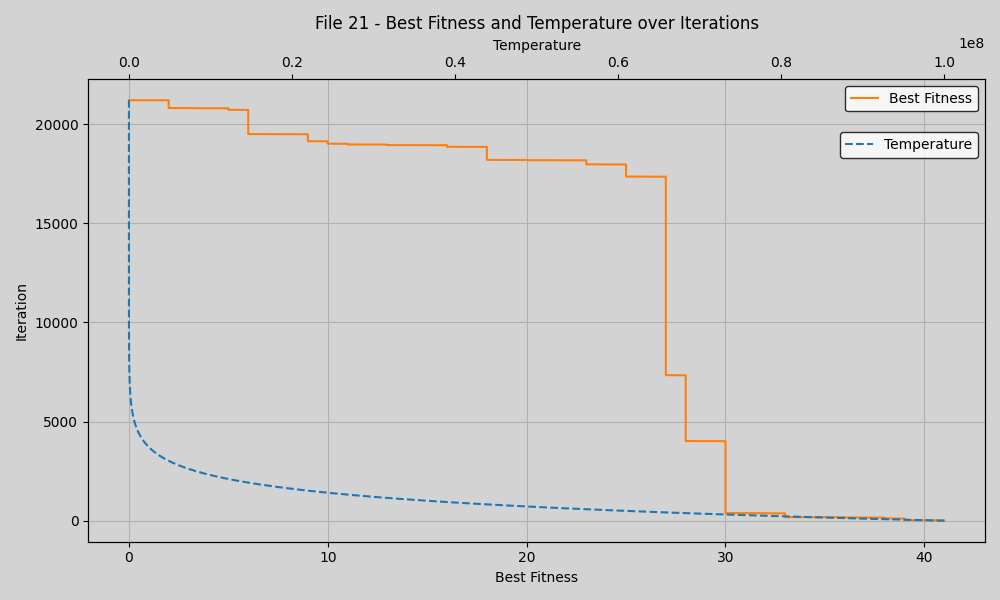 File 21 - Best Fitness and Temperature over Iterations
Temperature
1e8
0.0 0.2 0.4 0.6 0.8 1.0
Best Fitness
Temperature
20000
15000
10000
5000
0
Iteration
0 10 20 30 40
Best Fitness